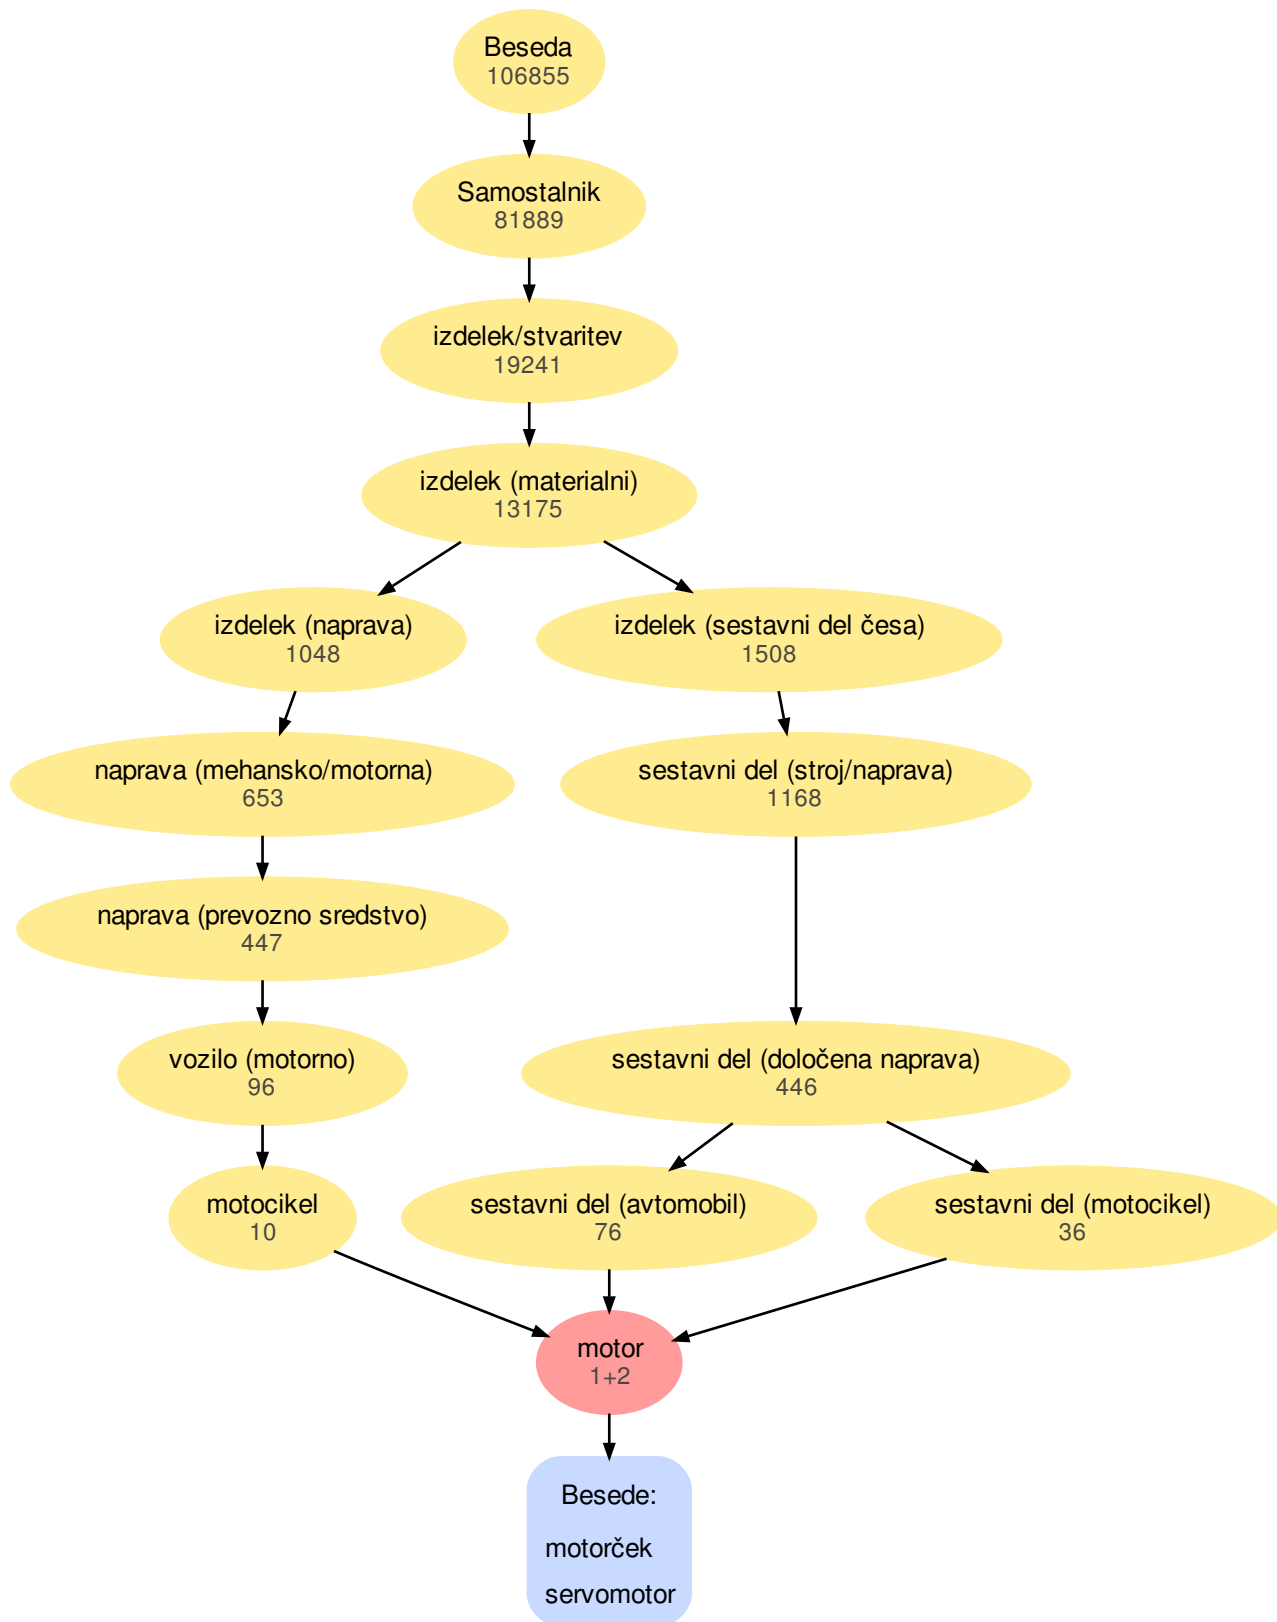 Beseda
106855
Samostalnik
81889
izdelek/stvaritev
19241
izdelek (materialni)
13175
izdelek (naprava)
1048
izdelek (sestavni del česa)
1508
naprava (mehansko/motorna)
653
sestavni del (stroj/naprava)
1168
naprava (prevozno sredstvo)
447
vozilo (motorno)
96
sestavni del (določena naprava)
446
motocikel
10
sestavni del (avtomobil)
76
sestavni del (motocikel)
36
motor
1+2
Besede:
motorček
servomotor